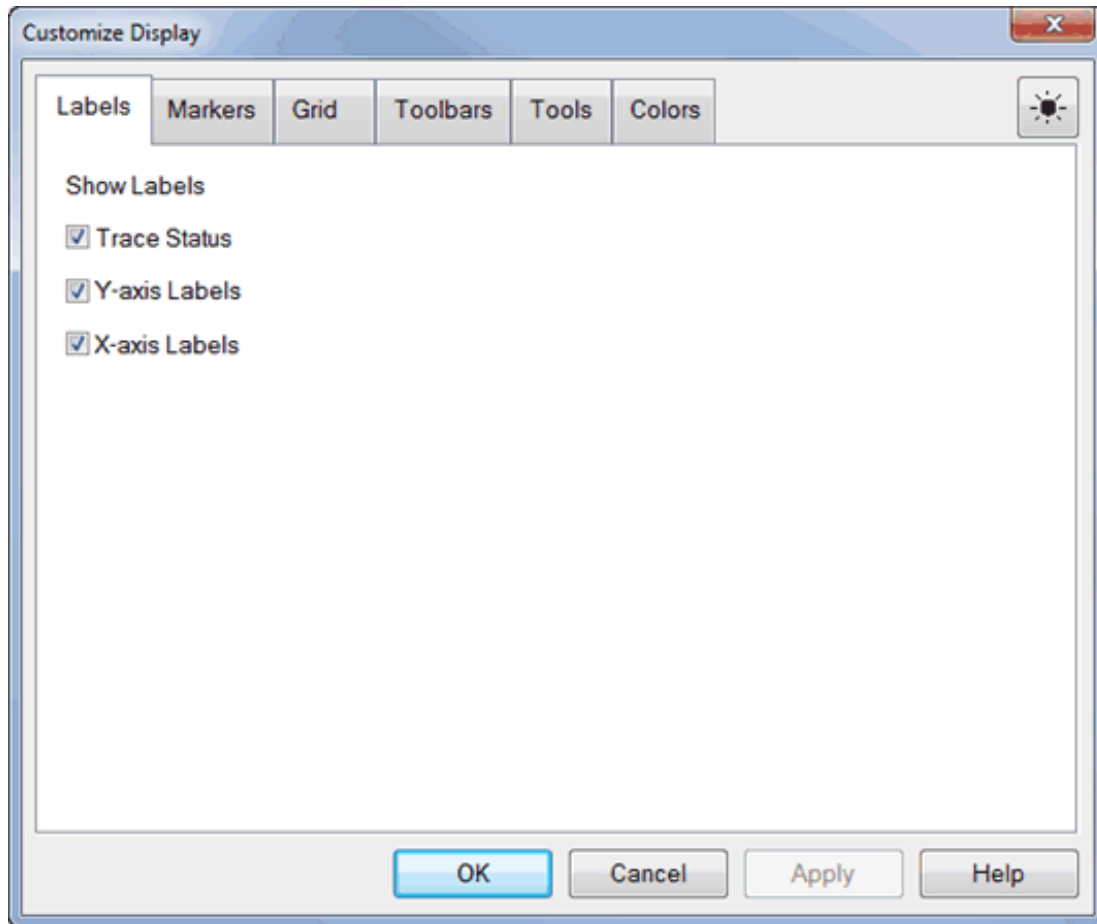 Customize Display
Labels Markers Grid Toolbars Tools Colors
Show Labels
Trace Status
Y-axis Labels
X-axis Labels
OK Cancel Apply Help